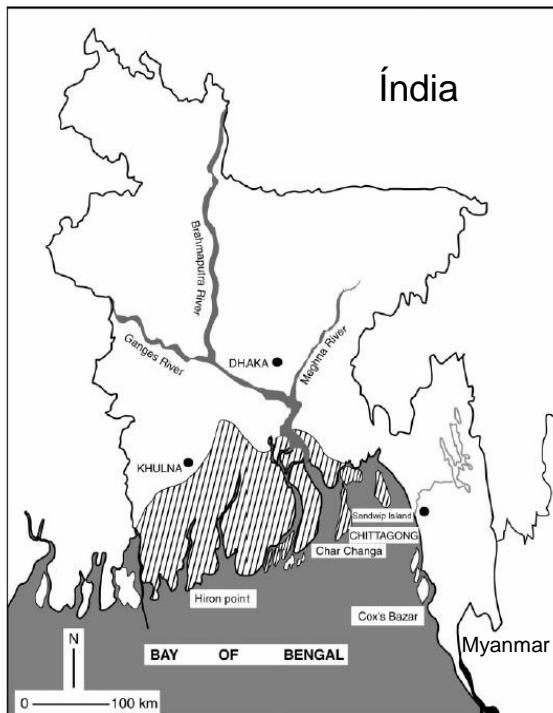 Índia
Brahmaputra River
Ganges River
DHAKA
Meghna River
KHULNA
Sandwip Island
CHITTAGONG
Char Changa
Hiron point
Cox's Bazar
Myanmar
N
BAY OF BENGAL
0 100 km